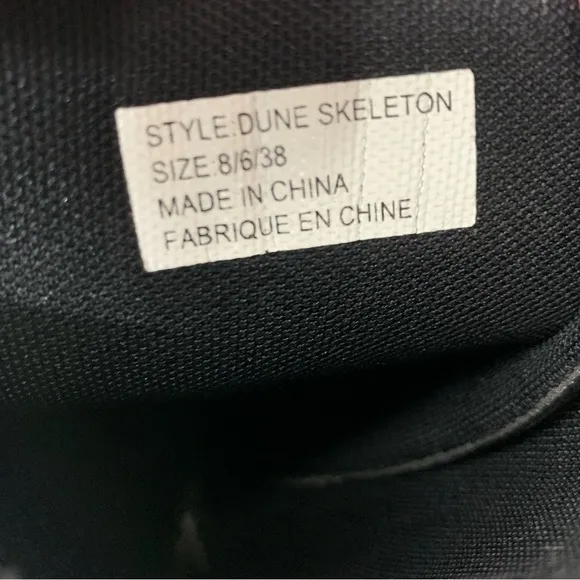 STYLE:DUNE SKELETON
SIZE:8/6/38
MADE IN CHINA
FABRIQUE EN CHINE